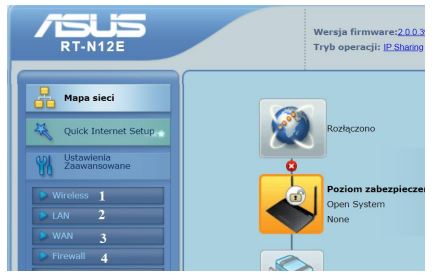 ASUS
RT-N12E
Wersja firmware:2.0.0.3
Tryb operacji: IP Sharing
Mapa sieci
Quick Internet Setup
Ustawienia
Zaawansowane
Wireless 1
LAN 2
WAN 3
Firewall 4
Rozłączono
Poziom zabezpieczeń
Open System
None